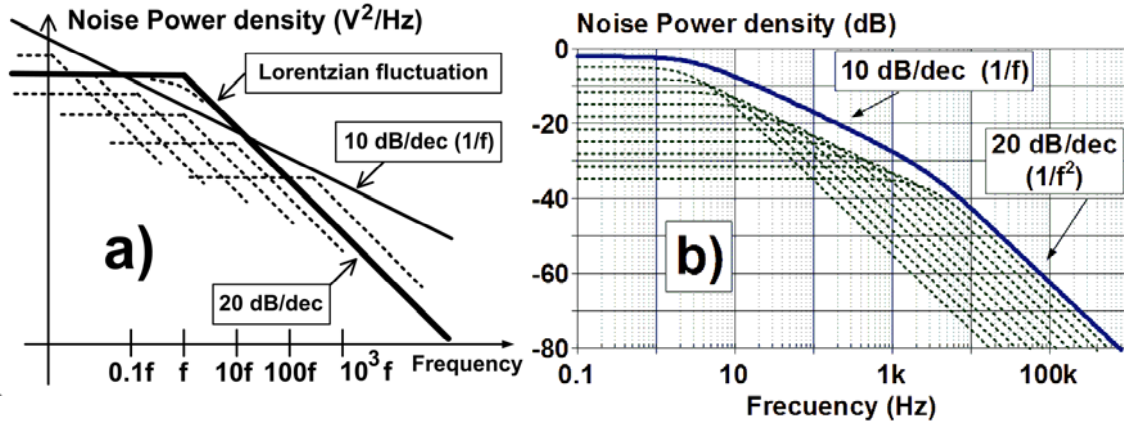 Noise Power density (V²/Hz)
Lorentzian fluctuation
10 dB/dec (1/f)
a)
20 dB/dec
0.1f f 10f 100f 10³f Frequency
Noise Power density (dB)
0
-20
-40
-60
-80
10 dB/dec (1/f)
20 dB/dec
(1/f²)
b)
0.1 10 1k 100k
Frecuency (Hz)